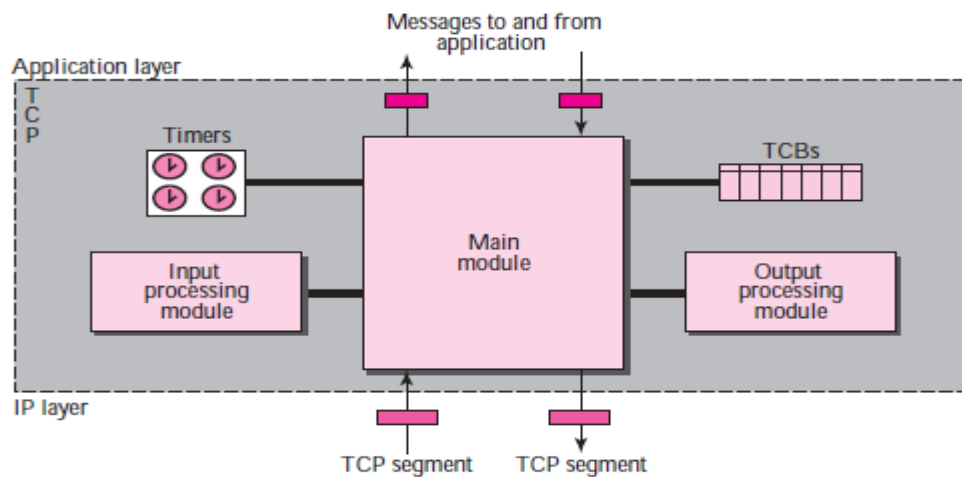 Messages to and from
application
Application layer
T
C
P
Timers
TCBs
Main
module
Input
processing
module
Output
processing
module
IP layer
TCP segment
TCP segment